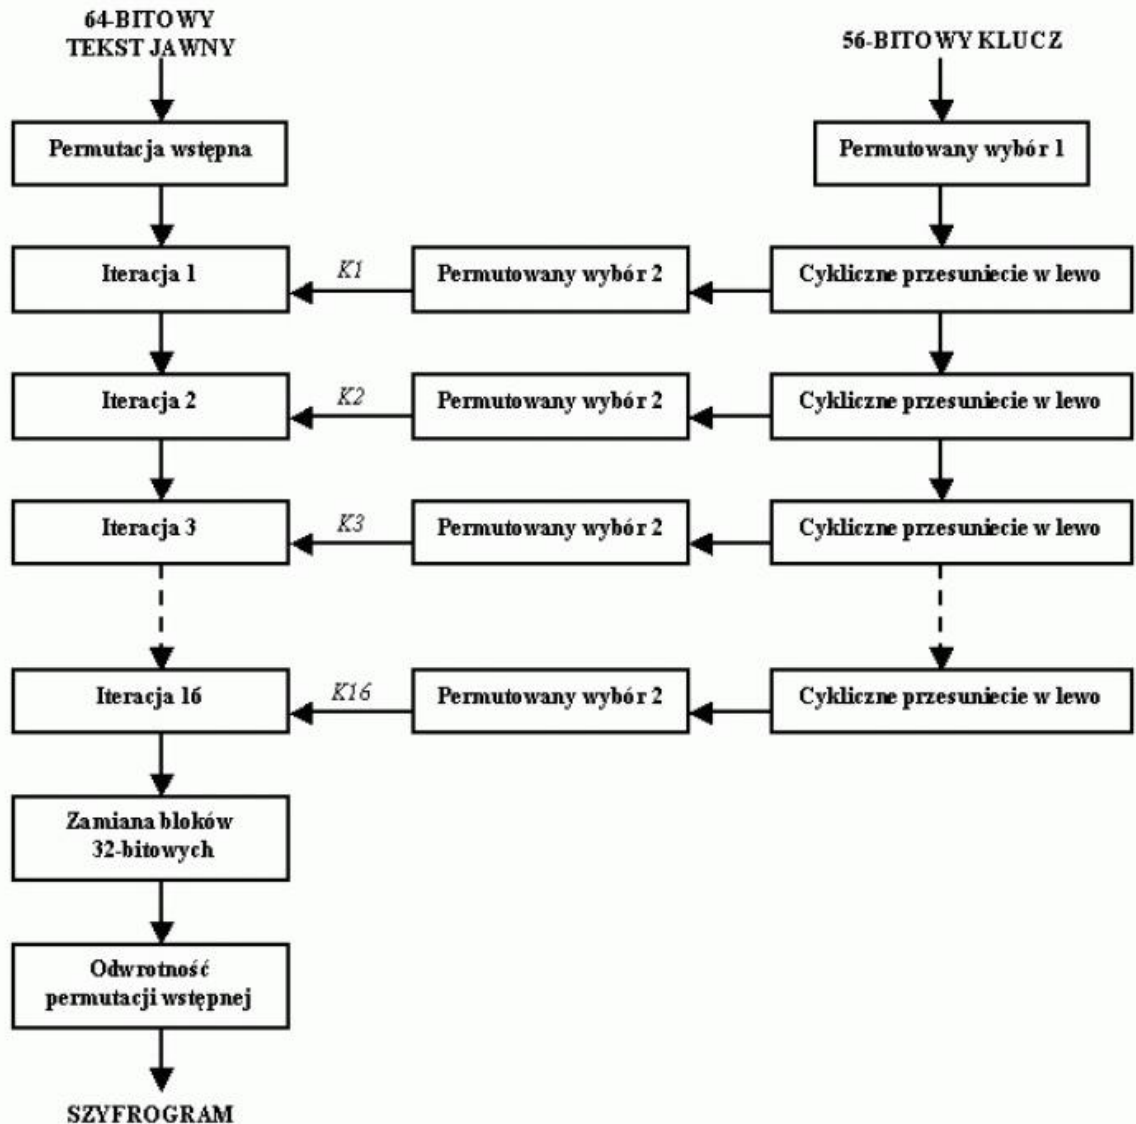 64-BITOWY
TEKST JAWNY
56-BITOWY KLUCZ
Permutacja wstępna
Permutowany wybór 1
Iteracja 1
K1
Permutowany wybór 2
Cykliczne przesuniecie w lewo
Iteracja 2
K2
Permutowany wybór 2
Cykliczne przesuniecie w lewo
Iteracja 3
K3
Permutowany wybór 2
Cykliczne przesuniecie w lewo
Iteracja 16
K16
Permutowany wybór 2
Cykliczne przesuniecie w lewo
Zamiana bloków
32-bitowych
Odwrotność
permutacji wstępnej
SZYFROGRAM